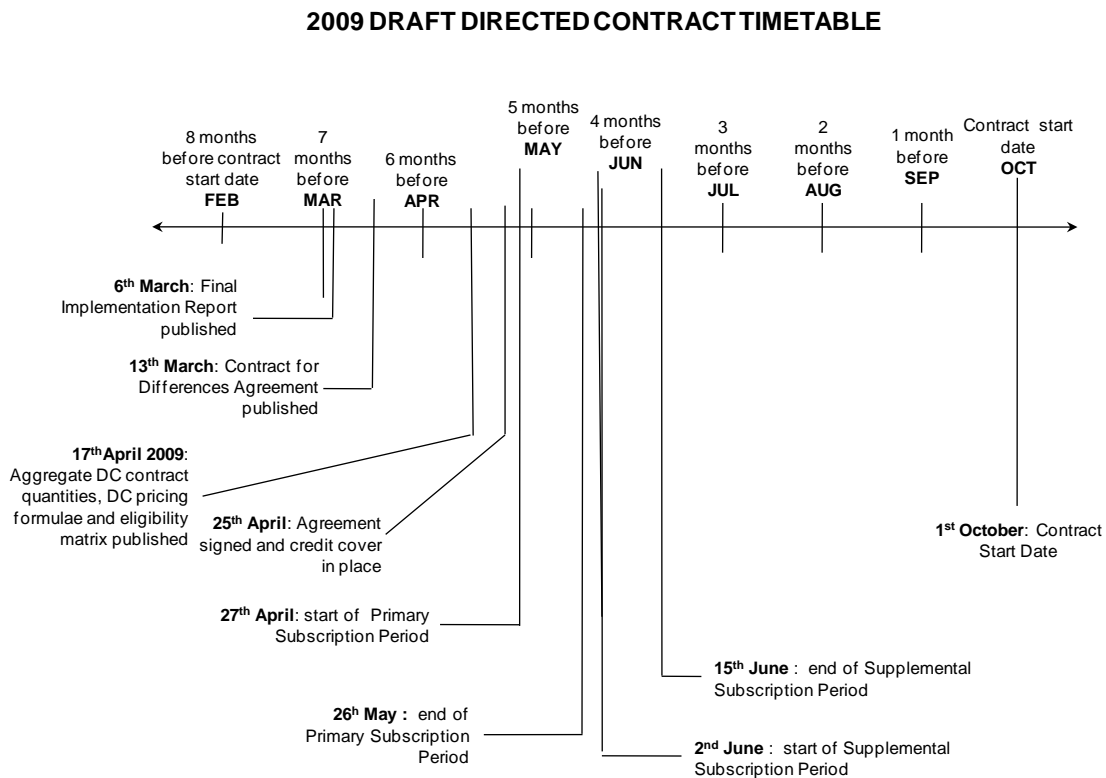 2009 DRAFT DIRECTED CONTRACT TIMETABLE
8 months
before contract
start date
FEB
7
months
before
MAR
6 months
before
APR
5 months
before
MAY
4 months
before
JUN
3
months
before
JUL
2
months
before
AUG
1 month
before
SEP
Contract start
date
OCT
6th March: Final
Implementation Report
published
13th March: Contract for
Differences Agreement
published
17th April 2009:
Aggregate DC contract
quantities, DC pricing
formulae and eligibility
matrix published
25th April: Agreement
signed and credit cover
in place
1st October: Contract
Start Date
27th April: start of Primary
Subscription Period
15th June : end of Supplemental
Subscription Period
26h May : end of
Primary Subscription
Period
2nd June : start of Supplemental
Subscription Period